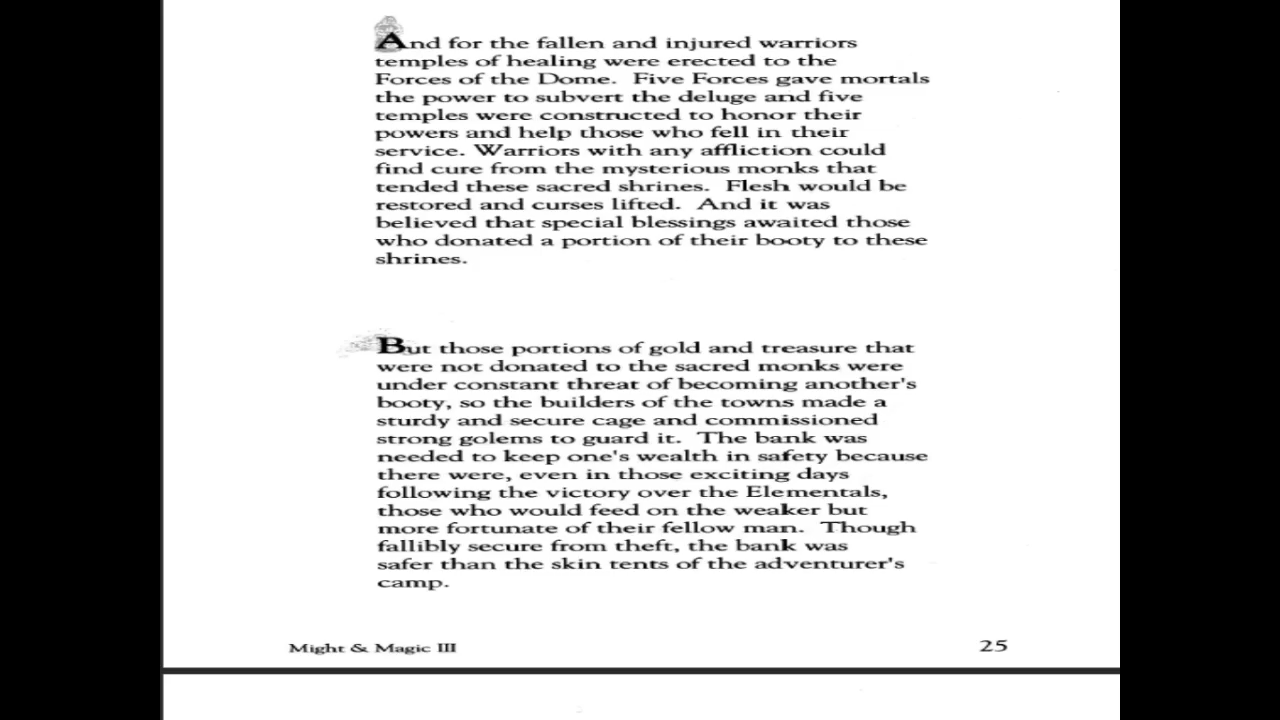 And for the fallen and injured warriors
temples of healing were erected to the
Forces of the Dome. Five Forces gave mortals
the power to subvert the deluge and five
temples were constructed to honor their
powers and help those who fell in their
service. Warriors with any affliction could
find cure from the mysterious monks that
tended these sacred shrines. Flesh would be
restored and curses lifted. And it was
believed that special blessings awaited those
who donated a portion of their booty to these
shrines.
But those portions of gold and treasure that
were not donated to the sacred monks were
under constant threat of becoming another's
booty, so the builders of the towns made a
sturdy and secure cage and commissioned
strong golems to guard it. The bank was
needed to keep one's wealth in safety because
there were, even in those exciting days
following the victory over the Elementals,
those who would feed on the weaker but
more fortunate of their fellow man. Though
fallibly secure from theft, the bank was
safer than the skin tents of the adventurer's
camp.
Might & Magic III
25